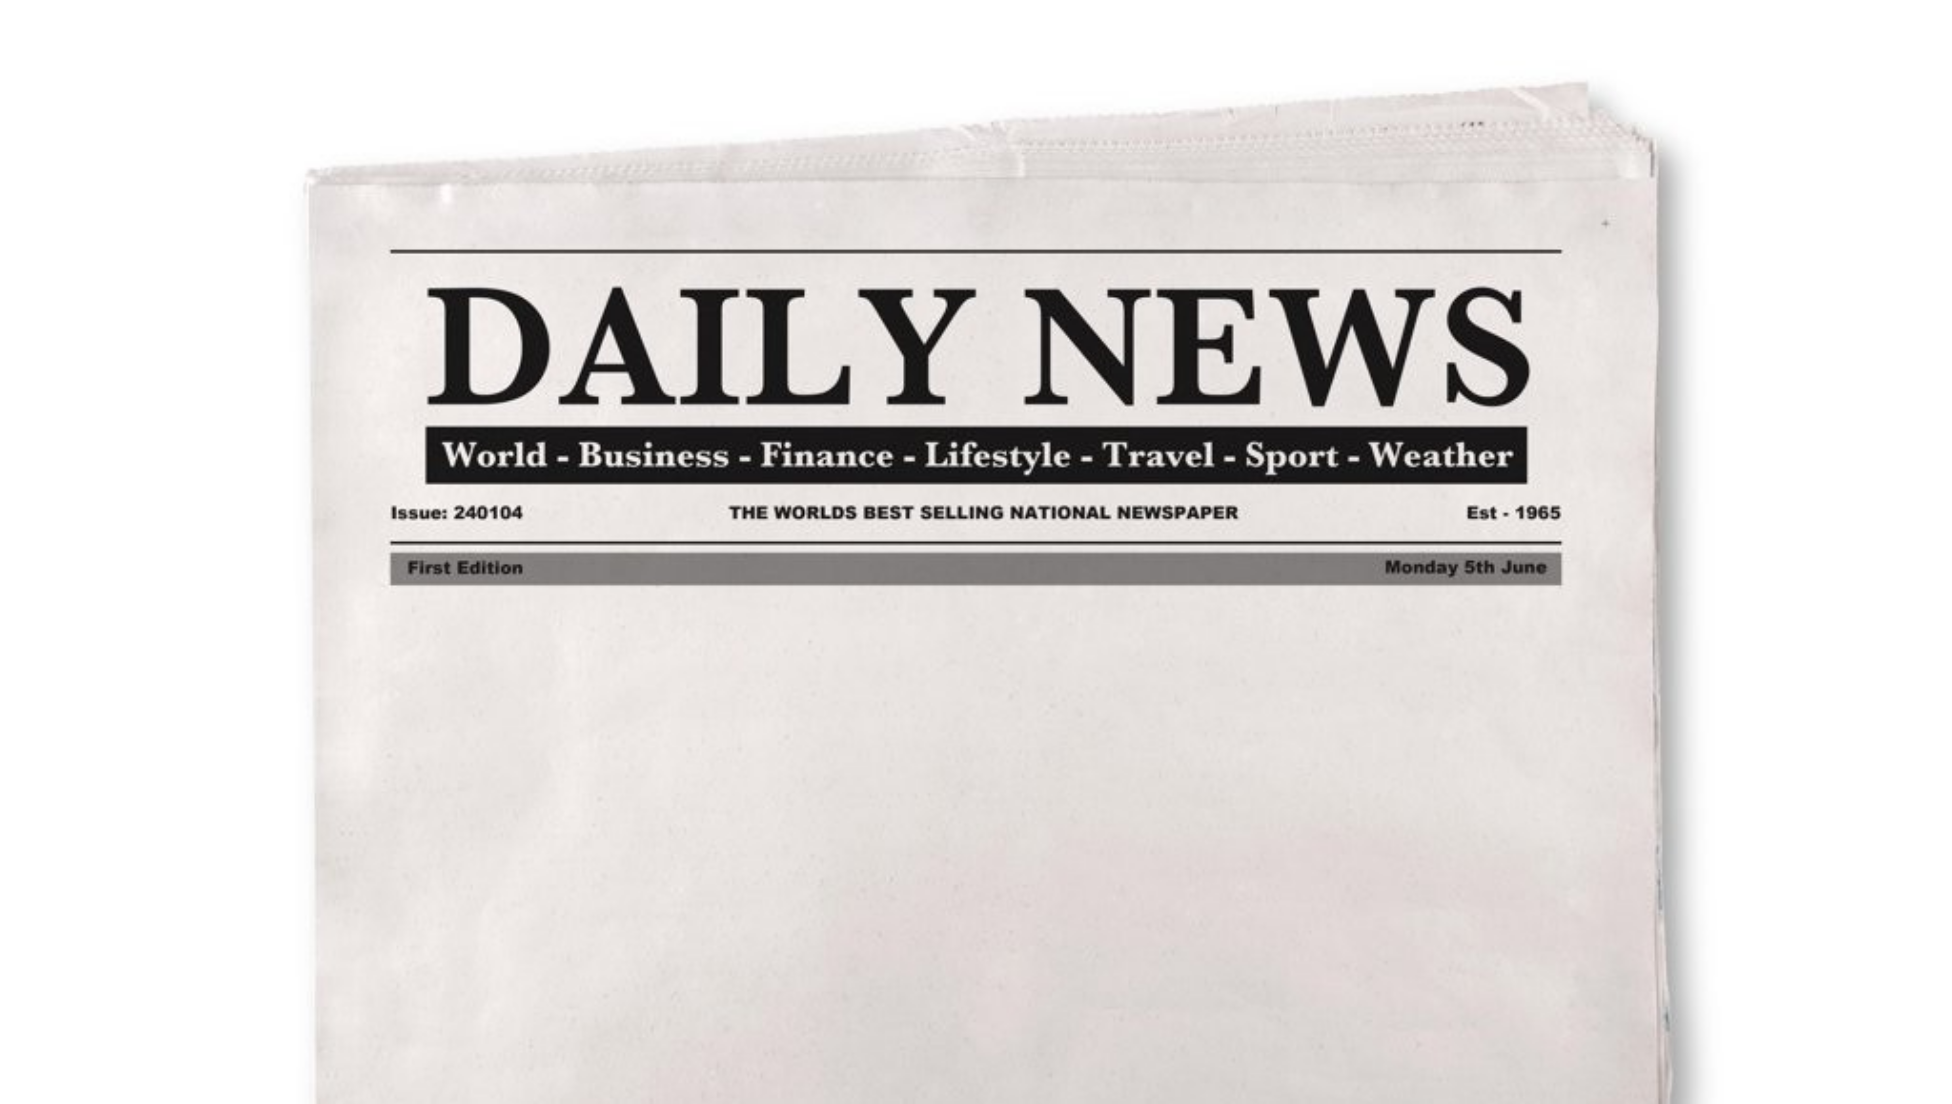 DAILY NEWS
World - Business - Finance - Lifestyle - Travel - Sport - Weather
Issue: 240104 THE WORLDS BEST SELLING NATIONAL NEWSPAPER Est - 1965
First Edition Monday 5th June